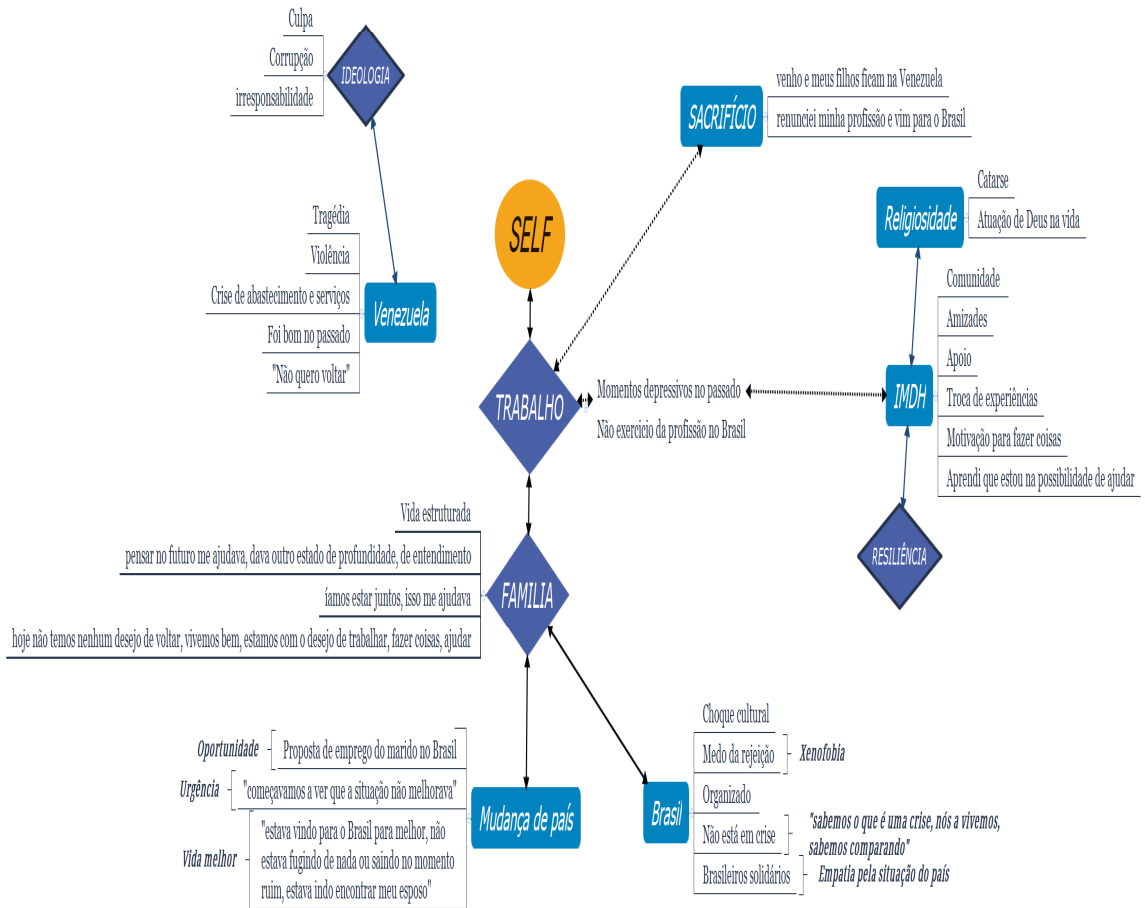 Culpa
Corrupção
irresponsabilidade
IDEOLOGIA
SACRIFÍCIO
venho e meus filhos ficam na Venezuela
renunciei minha profissão e vim para o Brasil
SELF
Religiosidade
Catarse
Atuação de Deus na vida
Tragédia
Violência
Crise de abastecimento e serviços
Foi bom no passado
"Não quero voltar"
Venezuela
Comunidade
Amizades
Apoio
Troca de experiências
Motivação para fazer coisas
Aprendi que estou na possibilidade de ajudar
IMDH
TRABALHO
Momentos depressivos no passado
Não exercicio da profissão no Brasil
RESILIÊNCIA
Vida estruturada
pensar no futuro me ajudava, dava outro estado de profundidade, de entendimento
íamos estar juntos, isso me ajudava
hoje não temos nenhum desejo de voltar, vivemos bem, estamos com o desejo de trabalhar, fazer coisas, ajudar
FAMILIA
Oportunidade
Proposta de emprego do marido no Brasil
Urgência
"começavamos a ver que a situação não melhorava"
Vida melhor
"estava vindo para o Brasil para melhor, não
estava fugindo de nada ou saindo no momento
ruim, estava indo encontrar meu esposo"
Mudança de país
Brasil
Choque cultural
Medo da rejeição
Xenofobia
Organizado
Não está em crise
"sabemos o que é uma crise, nós a vivemos,
sabemos comparando"
Brasileiros solidários
Empatia pela situação do país